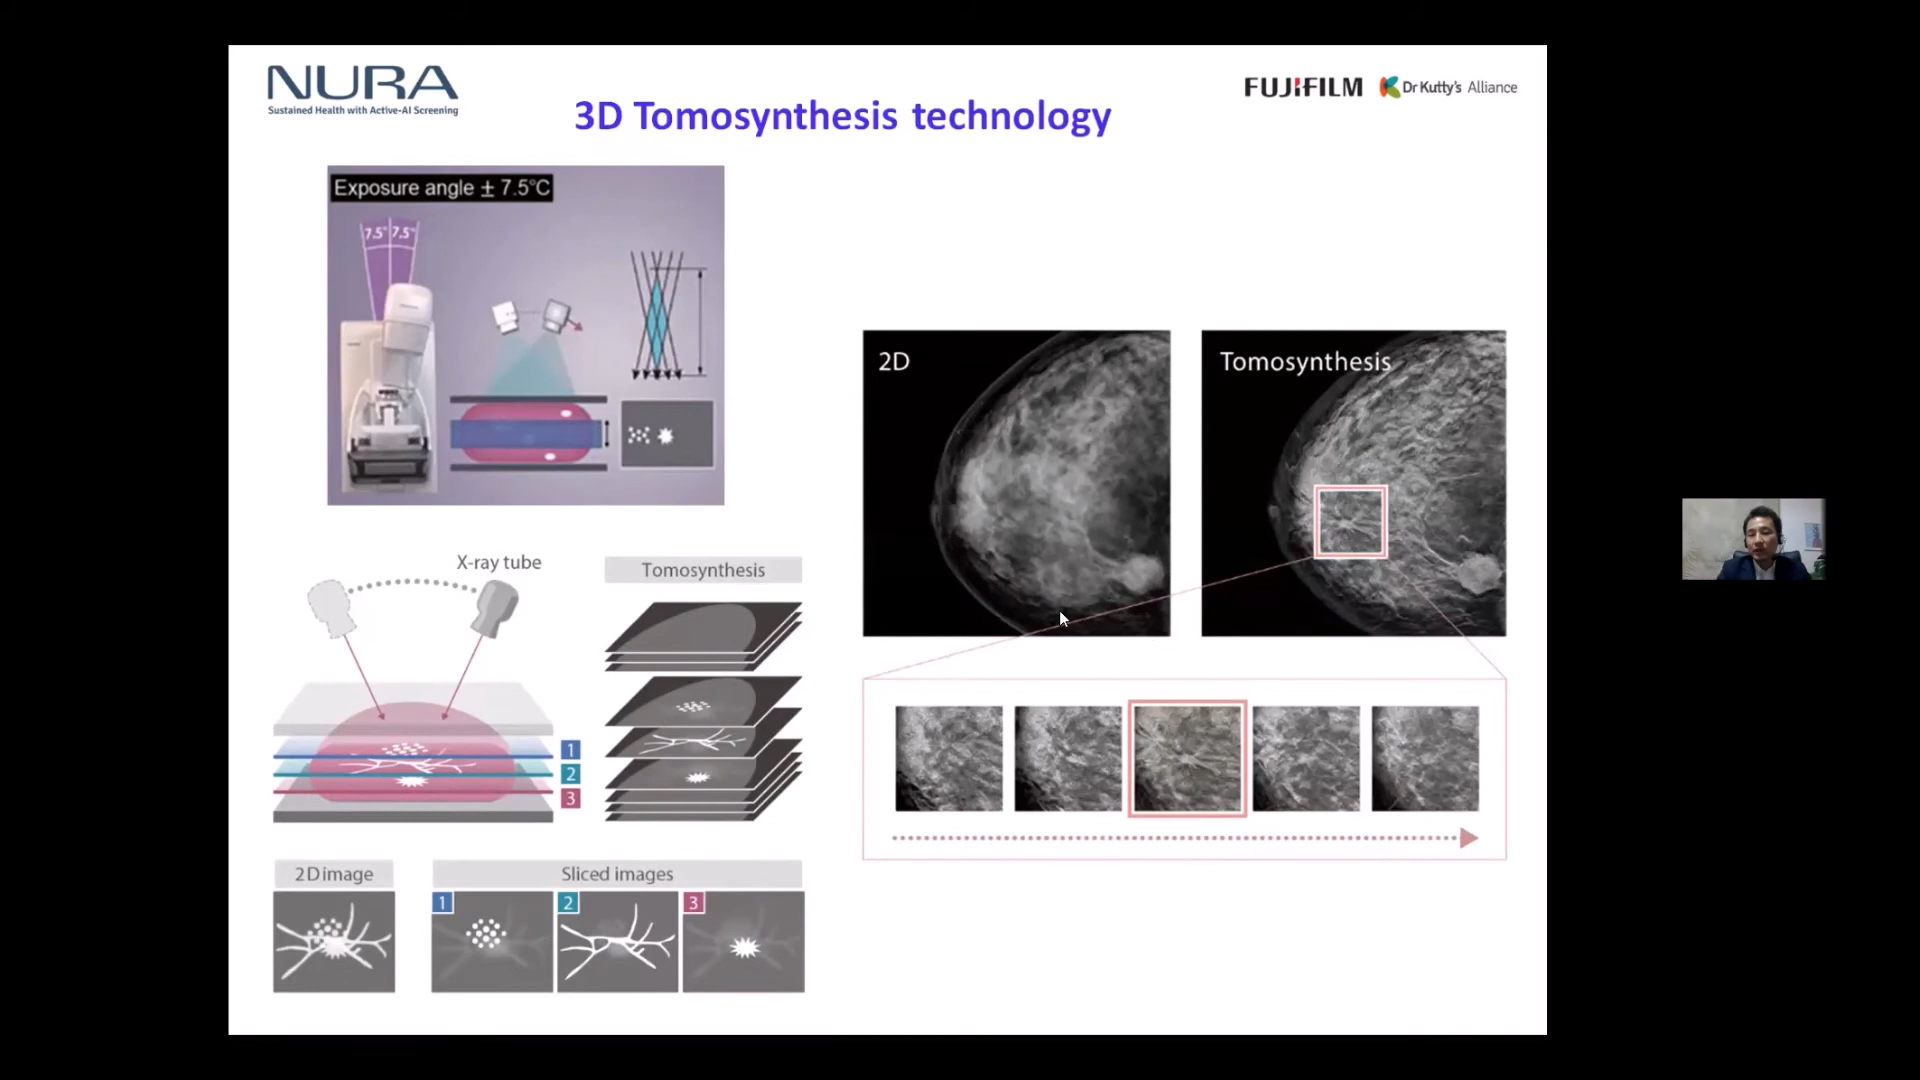 NURA
Sustained Health with Active-AI Screening
3D Tomosynthesis technology
FUJIFILM
Dr Kutty's Alliance
Exposure angle ± 7.5°C
7.5° 7.5°
2D
Tomosynthesis
X-ray tube
1
2
3
Tomosynthesis
2D image
Sliced images
1
2
3